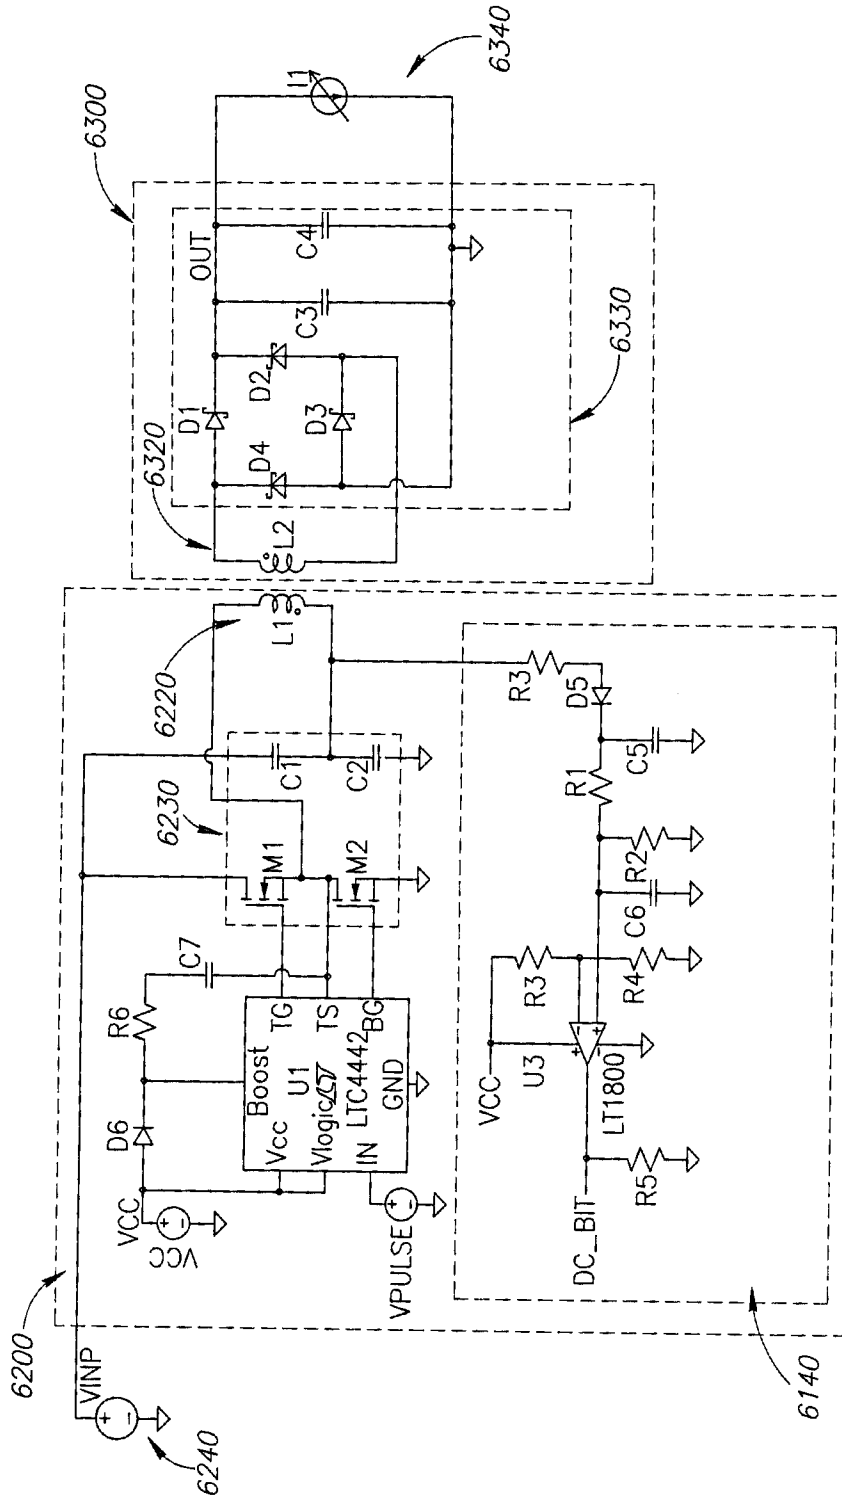 6300
6340
I1
OUT
C4
C3
6330
D1
D2
D3
D4
6320
L2
L1
6220
6230
C1
C2
M1
M2
C7
R6
D6
Boost
TG
TS
BG
U1
Vcc
Vlogic LT
LTC4442
IN
GND
VCC
+
-
VCC
VPULSE
+
-
6200
VINP
+
-
6240
R3
D5
C5
R1
R2
C6
R3
R4
VCC
U3
-
+
+
-
LT1800
R5
DC_BIT
6140